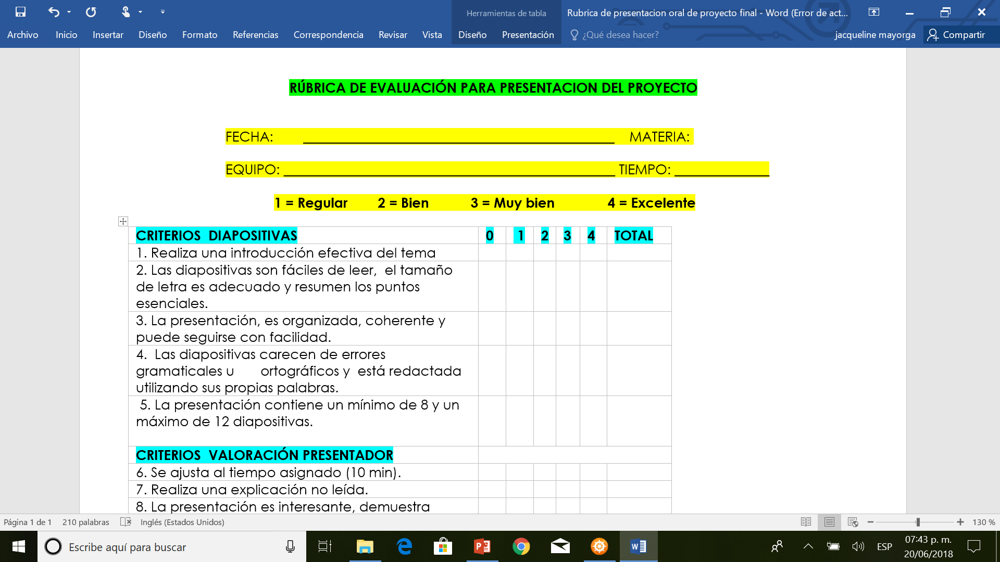 Herramientas de tabla
Rubrica de presentacion oral de proyecto final - Word (Error de act...
Archivo Inicio Insertar Diseño Formato Referencias Correspondencia Revisar Vista Diseño Presentación ¿Qué desea hacer? jacqueline mayorga Compartir
RÚBRICA DE EVALUACIÓN PARA PRESENTACION DEL PROYECTO
FECHA: MATERIA:
EQUIPO: TIEMPO:
1 = Regular 2 = Bien 3 = Muy bien 4 = Excelente
CRITERIOS DIAPOSITIVAS 0 1 2 3 4 TOTAL
1. Realiza una introducción efectiva del tema
2. Las diapositivas son fáciles de leer, el tamaño
de letra es adecuado y resumen los puntos
esenciales.
3. La presentación, es organizada, coherente y
puede seguirse con facilidad.
4. Las diapositivas carecen de errores
gramaticales u ortográficos y está redactada
utilizando sus propias palabras.
5. La presentación contiene un mínimo de 8 y un
máximo de 12 diapositivas.
CRITERIOS VALORACIÓN PRESENTADOR
6. Se ajusta al tiempo asignado (10 min).
7. Realiza una explicación no leída.
8. La presentación es interesante, demuestra
Página 1 de 1 210 palabras Inglés (Estados Unidos) 130 %
Escribe aquí para buscar
ESP
07:43 p. m.
20/06/2018